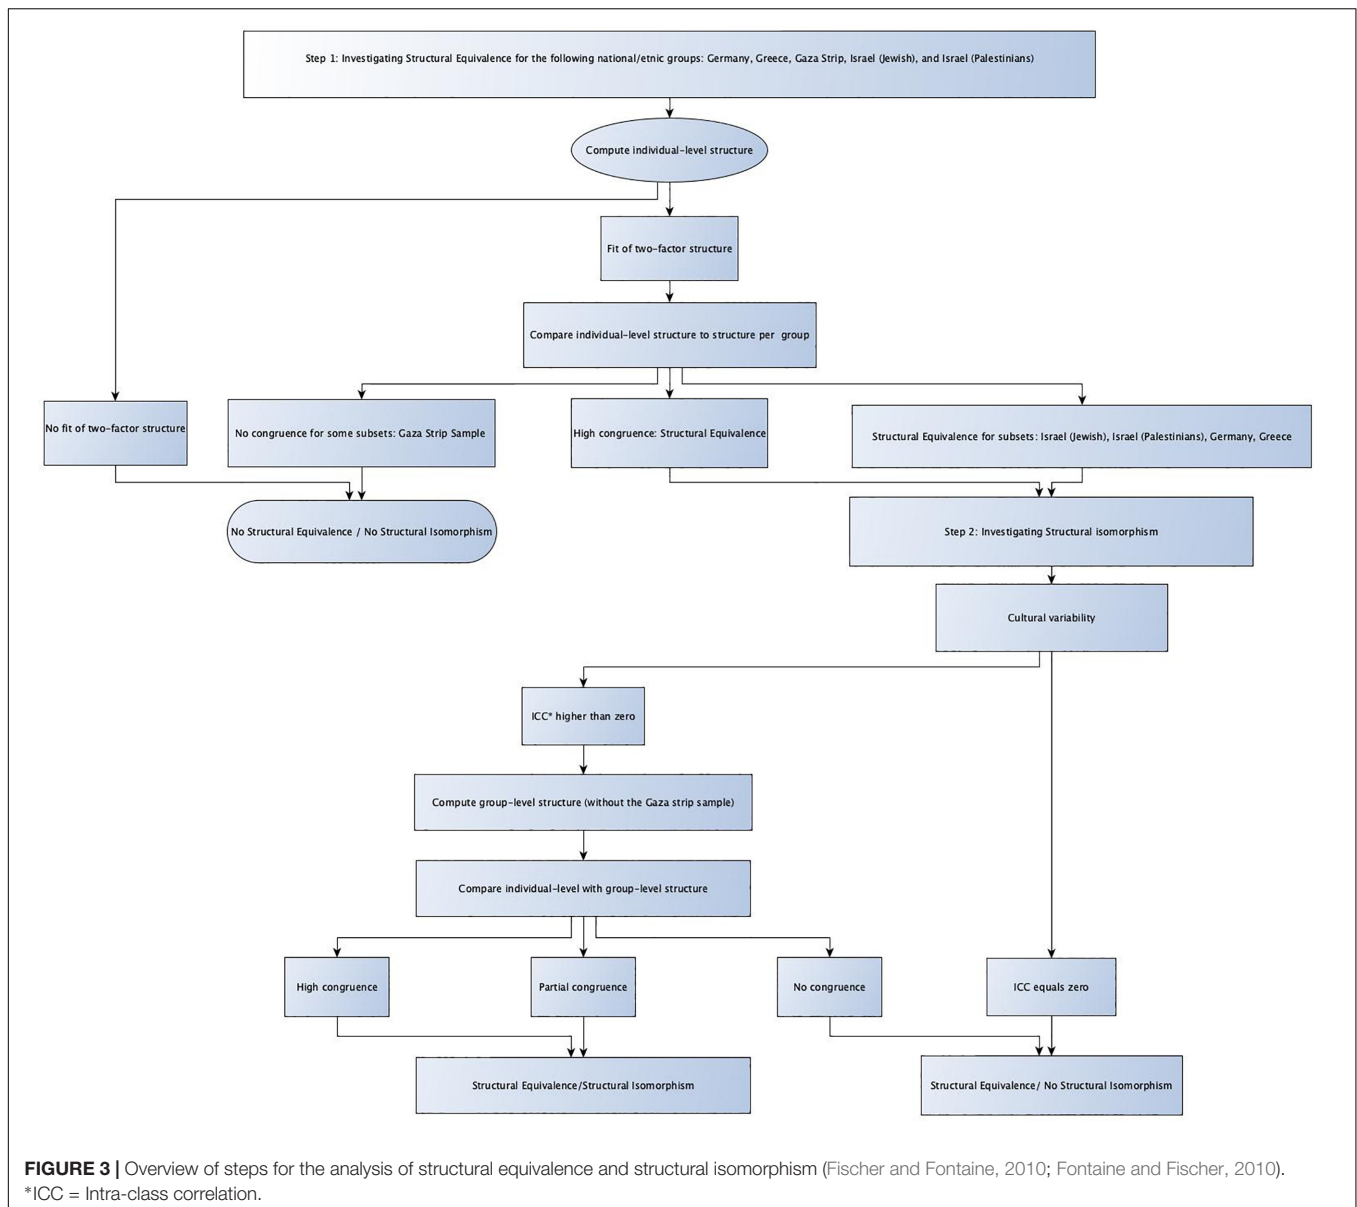 Step 1: Investigating Structural Equivalence for the following national/etnic groups: Germany, Greece, Gaza Strip, Israel (Jewish), and Israel (Palestinians)
Compute individual-level structure
Fit of two-factor structure
Compare individual-level structure to structure per group
No fit of two-factor structure
No congruence for some subsets: Gaza Strip Sample
High congruence: Structural Equivalence
Structural Equivalence for subsets: Israel (Jewish), Israel (Palestinians), Germany, Greece
No Structural Equivalence / No Structural Isomorphism
Step 2: Investigating Structural isomorphism
Cultural variability
ICC* higher than zero
Compute group-level structure (without the Gaza strip sample)
Compare individual-level with group-level structure
High congruence
Partial congruence
No congruence
ICC equals zero
Structural Equivalence/Structural Isomorphism
Structural Equivalence/ No Structural Isomorphism
FIGURE 3 | Overview of steps for the analysis of structural equivalence and structural isomorphism (Fischer and Fontaine, 2010; Fontaine and Fischer, 2010).
*ICC = Intra-class correlation.